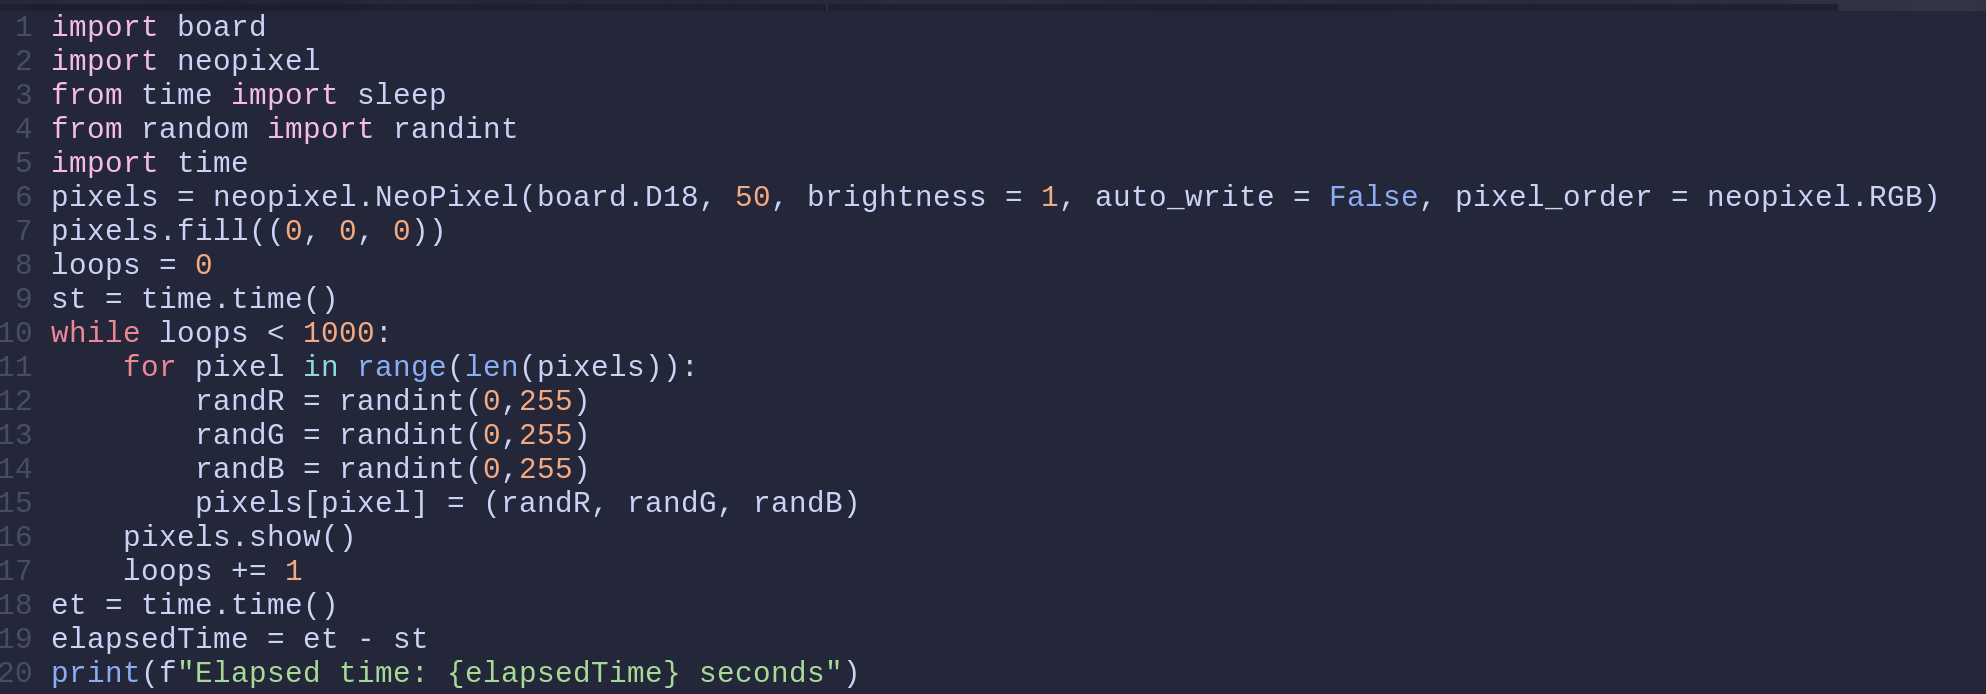 1 import board
2 import neopixel
3 from time import sleep
4 from random import randint
5 import time
6 pixels = neopixel.NeoPixel(board.D18, 50, brightness = 1, auto_write = False, pixel_order = neopixel.RGB)
7 pixels.fill((0, 0, 0))
8 loops = 0
9 st = time.time()
10 while loops < 1000:
11     for pixel in range(len(pixels)):
12         randR = randint(0,255)
13         randG = randint(0,255)
14         randB = randint(0,255)
15         pixels[pixel] = (randR, randG, randB)
16     pixels.show()
17     loops += 1
18 et = time.time()
19 elapsedTime = et - st
20 print(f"Elapsed time: {elapsedTime} seconds")